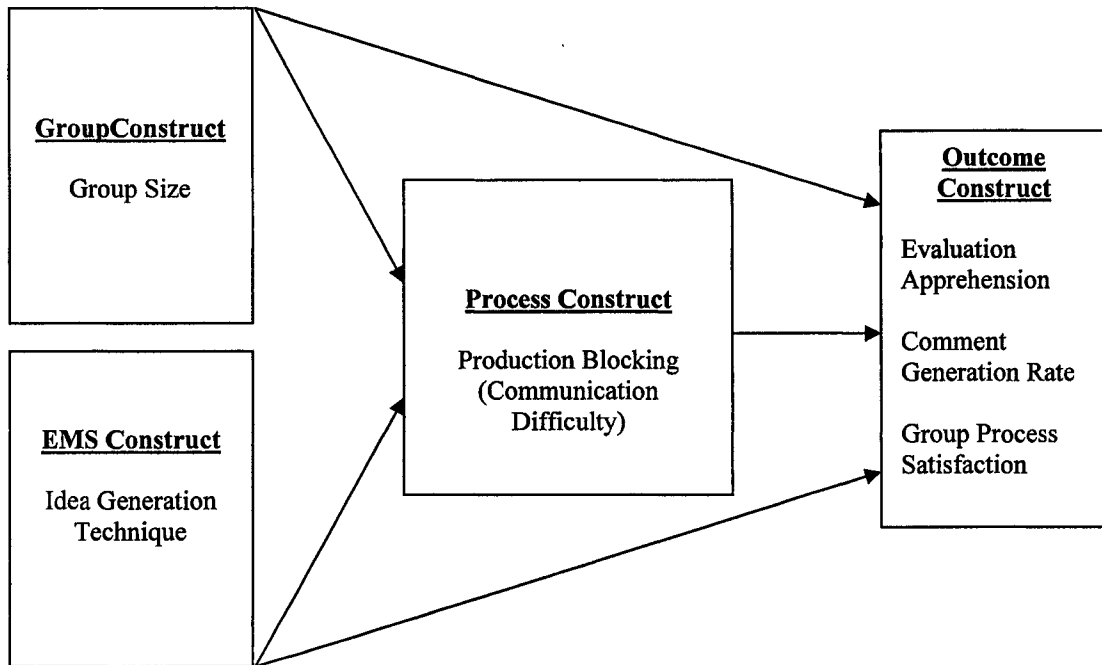 GroupConstruct
Group Size
EMS Construct
Idea Generation
Technique
Process Construct
Production Blocking
(Communication
Difficulty)
Outcome
Construct
Evaluation
Apprehension
Comment
Generation Rate
Group Process
Satisfaction